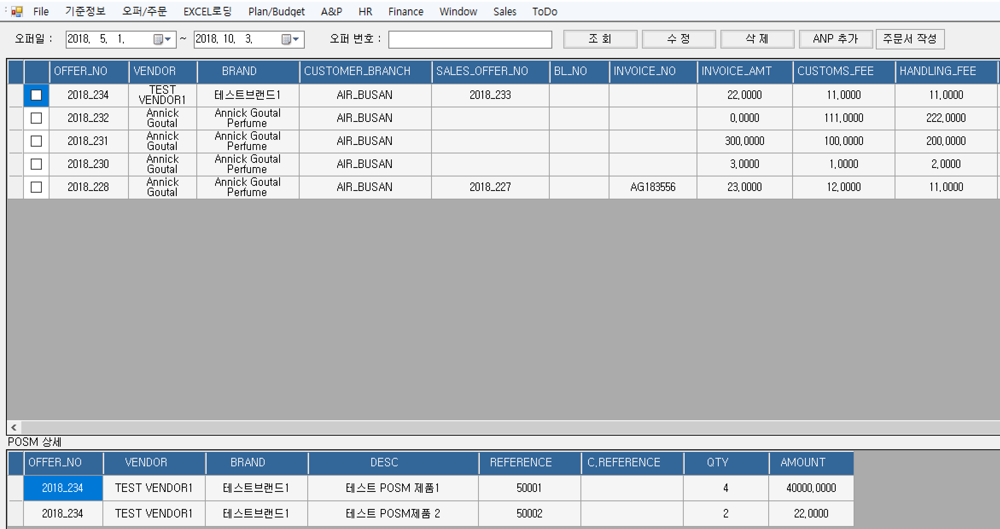 File 기준정보 오퍼/주문 EXCEL로딩 Plan/Budget A&P HR Finance Window Sales ToDo
오퍼일 : 2018. 5. 1. ~ 2018. 10. 3. 오퍼 번호 : 조 회 수 정 삭 제 ANP 추가 주문서 작성
OFFER_NO VENDOR BRAND CUSTOMER_BRANCH SALES_OFFER_NO BL_NO INVOICE_NO INVOICE_AMT CUSTOMS_FEE HANDLING_FEE
2018_234 TEST VENDOR1 테스트브랜드1 AIR_BUSAN 2018_233 22.0000 11.0000 11.0000
2018_232 Annick Goutal Annick Goutal Perfume AIR_BUSAN 0.0000 111.0000 222.0000
2018_231 Annick Goutal Annick Goutal Perfume AIR_BUSAN 300.0000 100.0000 200.0000
2018_230 Annick Goutal Annick Goutal Perfume AIR_BUSAN 3.0000 1.0000 2.0000
2018_228 Annick Goutal Annick Goutal Perfume AIR_BUSAN 2018_227 AG183556 23.0000 12.0000 11.0000
POSM 상세
OFFER_NO VENDOR BRAND DESC REFERENCE C.REFERENCE QTY AMOUNT
2018_234 TEST VENDOR1 테스트브랜드1 테스트 POSM 제품1 50001 4 40000.0000
2018_234 TEST VENDOR1 테스트브랜드1 테스트 POSM제품 2 50002 2 22.0000